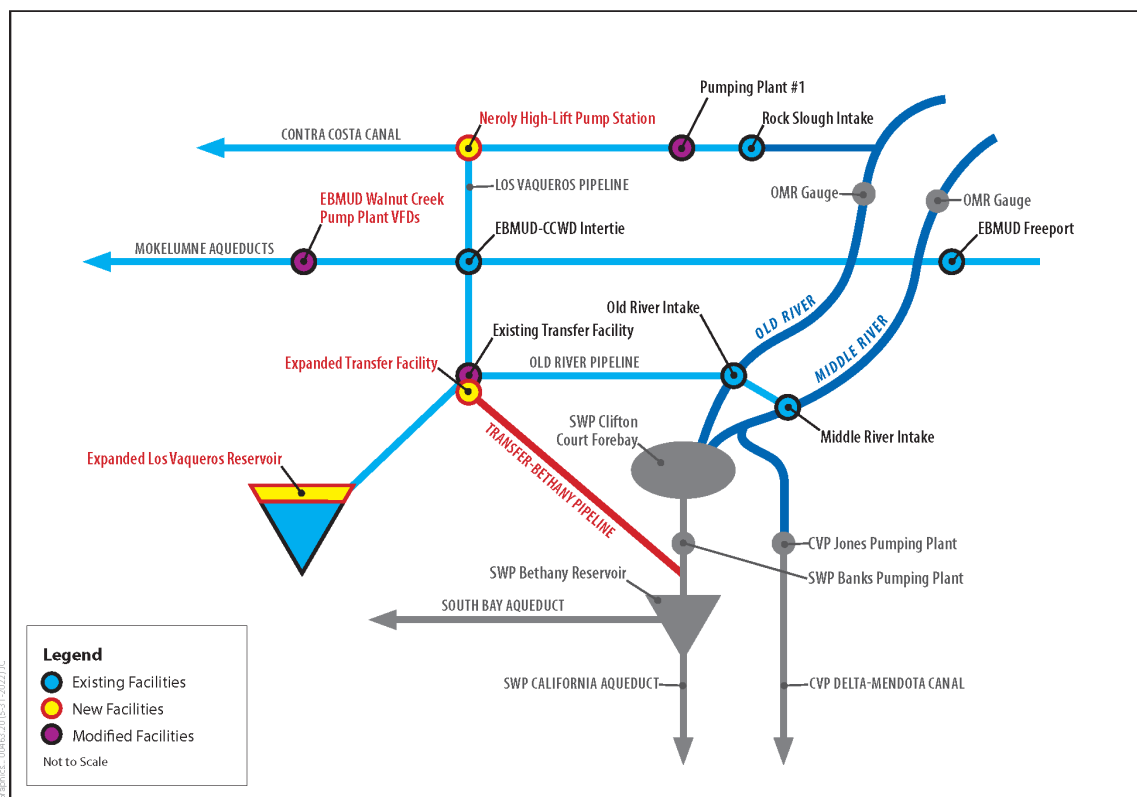 Pumping Plant #1
Neroly High-Lift Pump Station
Rock Slough Intake
CONTRA COSTA CANAL
LOS VAQUEROS PIPELINE
OMR Gauge
OMR Gauge
EBMUD Walnut Creek
Pump Plant VFDs
EBMUD-CCWD Intertie
EBMUD Freeport
MOKELUMNE AQUEDUCTS
Old River Intake
OLD RIVER
MIDDLE RIVER
Existing Transfer Facility
Expanded Transfer Facility
OLD RIVER PIPELINE
SWP Clifton
Court Forebay
Middle River Intake
Expanded Los Vaqueros Reservoir
TRANSFER-BETHANY PIPELINE
CVP Jones Pumping Plant
SWP Banks Pumping Plant
SWP Bethany Reservoir
SOUTH BAY AQUEDUCT
SWP CALIFORNIA AQUEDUCT
CVP DELTA-MENDOTA CANAL
Legend
Existing Facilities
New Facilities
Modified Facilities
Not to Scale